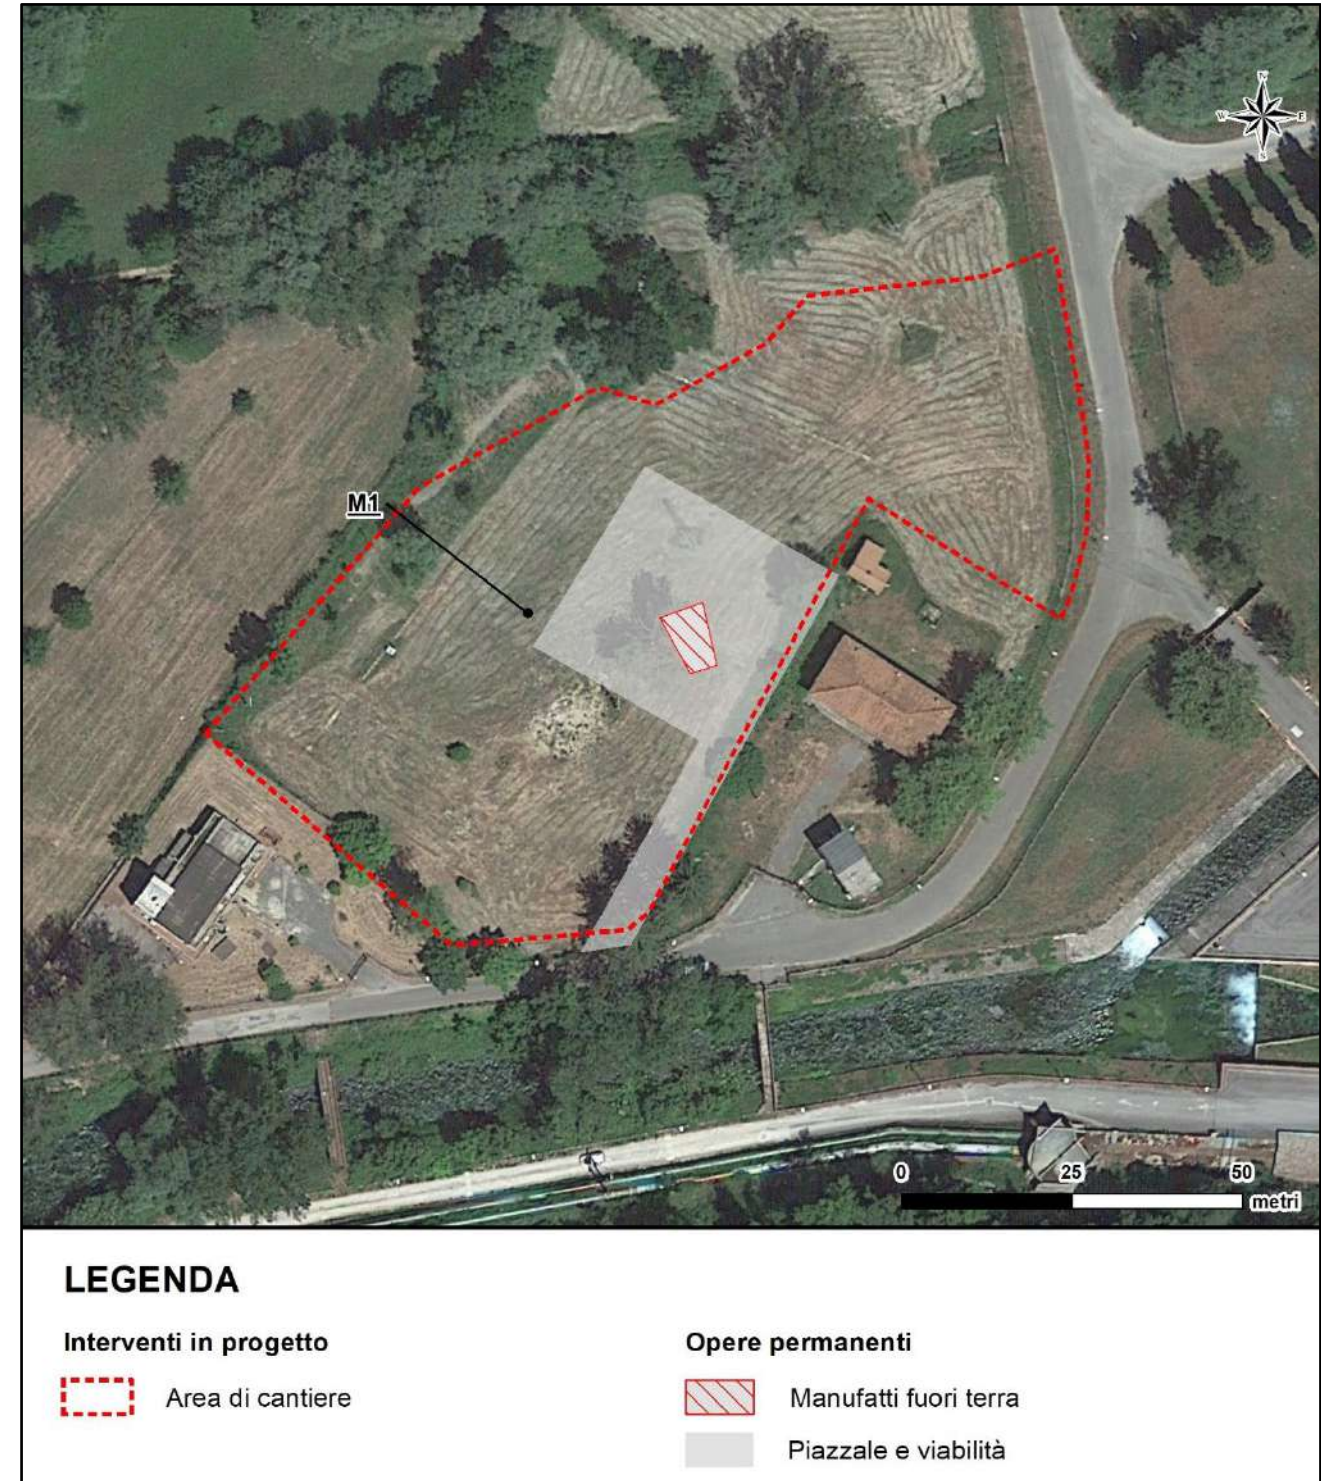 N
W E
S
M1
0 25 50
metri
LEGENDA
Interventi in progetto
Area di cantiere
Opere permanenti
Manufatti fuori terra
Piazzale e viabilità